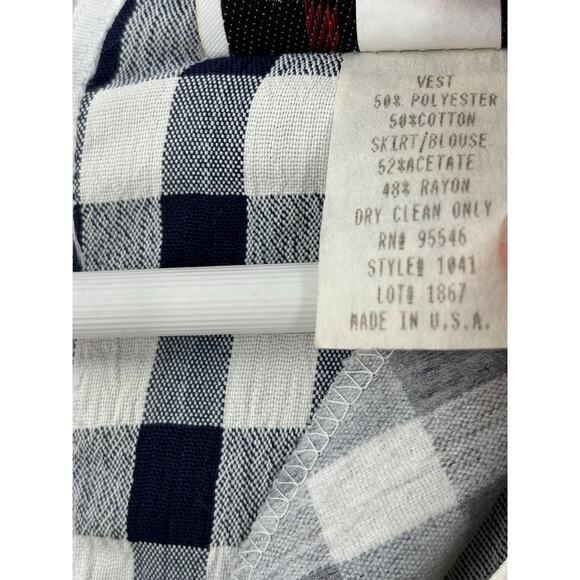 VEST
50% POLYESTER
50%COTTON
SKIRT/BLOUSE
52%ACETATE
48% RAYON
DRY CLEAN ONLY
RN# 95546
STYLE# 1041
LOT# 1867
MADE IN U.S.A.